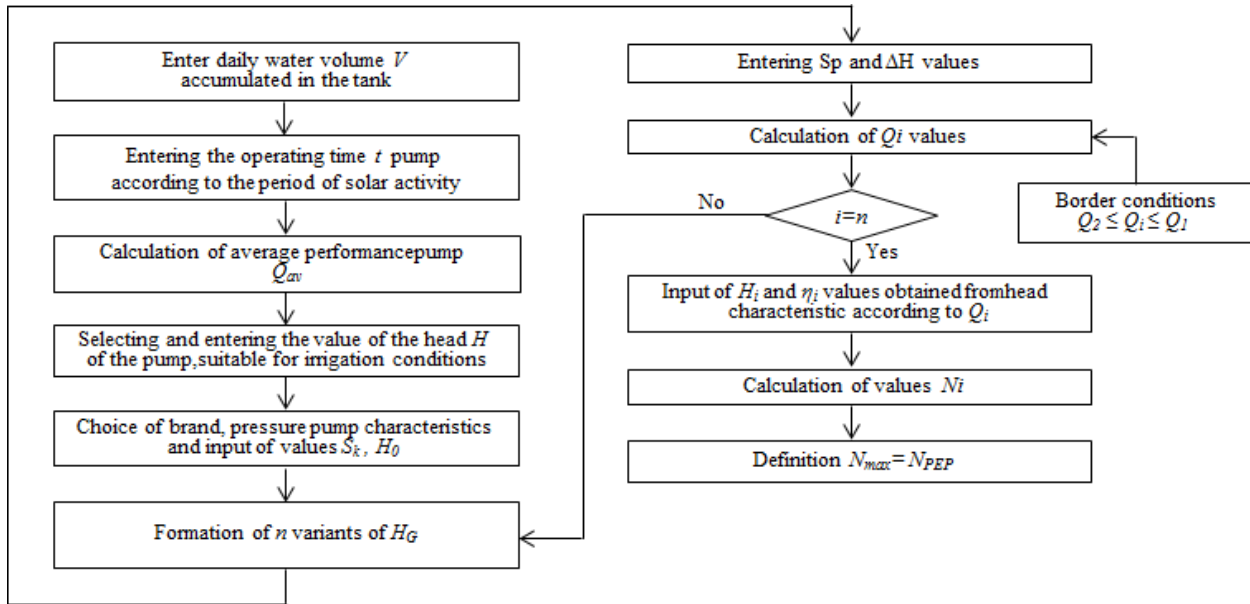 Enter daily water volume V
accumulated in the tank
Entering the operating time t pump
according to the period of solar activity
Calculation of average performancepump
Qav
Selecting and entering the value of the head H
of the pump,suitable for irrigation conditions
Choice of brand, pressure pump characteristics
and input of values Sk , H0
Formation of n variants of HG
Entering Sp and ΔH values
Calculation of Qi values
No
i=n
Yes
Border conditions
Q2 ≤ Qi ≤ Q1
Input of Hi and ηi values obtained fromhead
characteristic according to Qi
Calculation of values Ni
Definition Nmax= NPEP